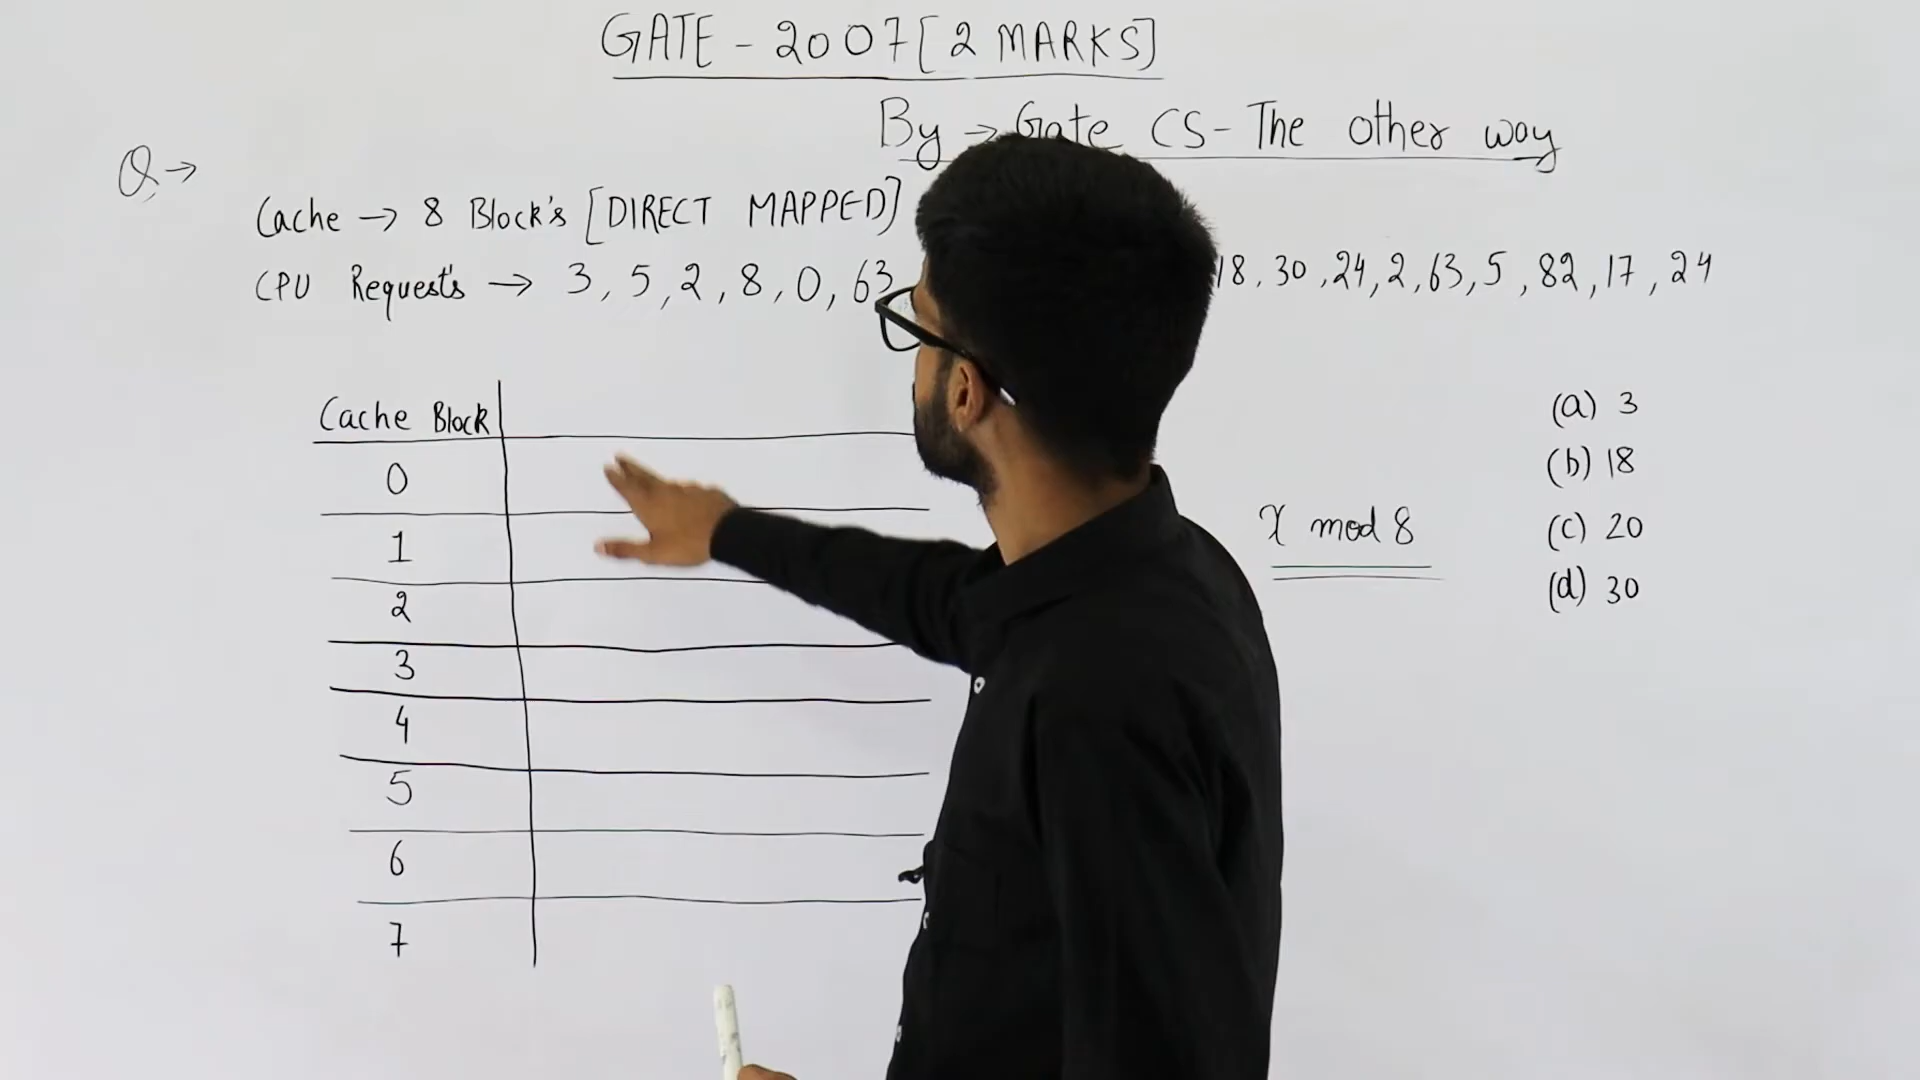 GATE - 2007 [2 MARKS]
By → Gate CS - The other way
Q →
Cache → 8 Block's [DIRECT MAPPED]
CPU Requests → 3, 5, 2, 8, 0, 63 18, 30, 24, 2, 63, 5, 82, 17, 24
Cache Block
0
1
2
3
4
5
6
7
x mod 8
(a) 3
(b) 18
(c) 20
(d) 30